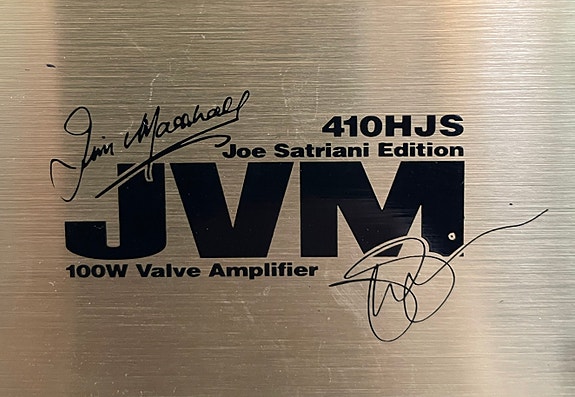 Jim Marshall
410HJS
Joe Satriani Edition
JVM
100W Valve Amplifier